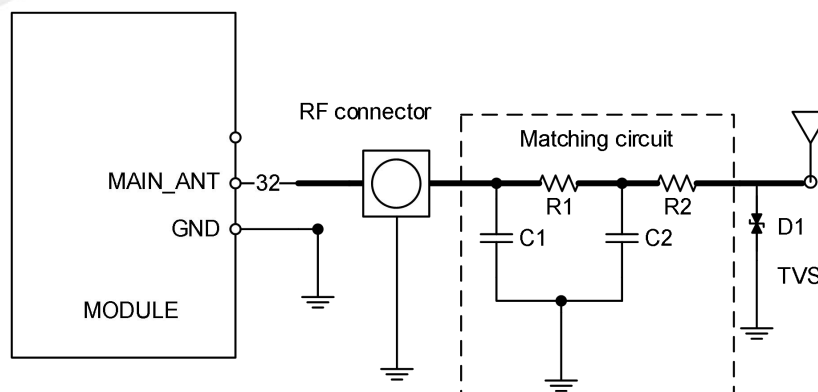 RF connector
Matching circuit
MAIN_ANT
32
R1
R2
GND
C1
C2
D1
TVS
MODULE